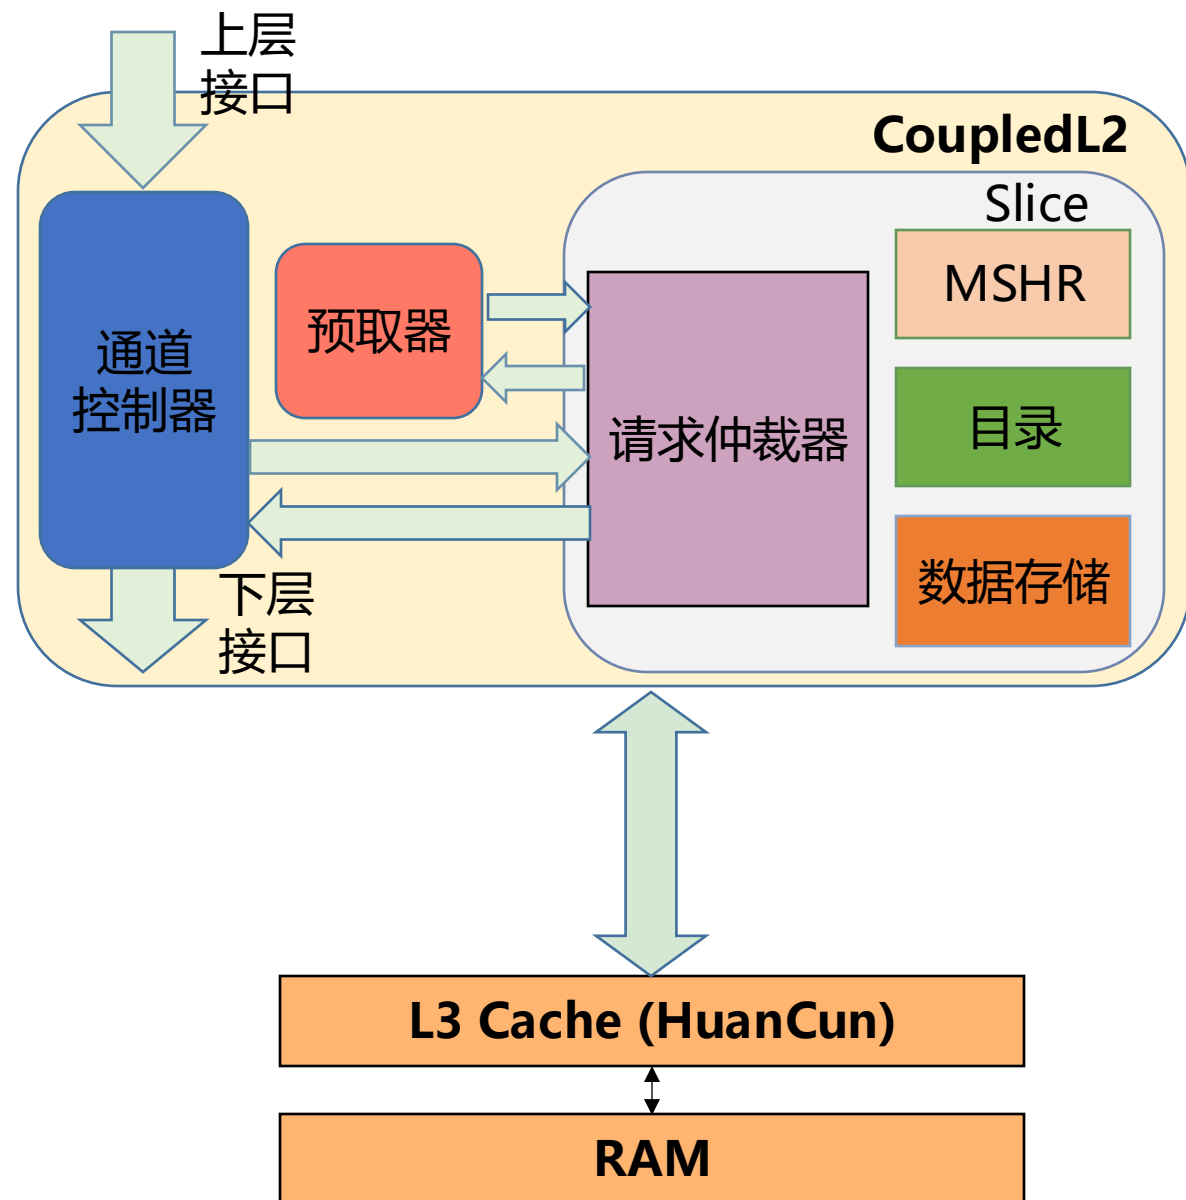 上层
接口
CoupledL2
Slice
MSHR
预取器
通道
控制器
目录
请求仲裁器
数据存储
下层
接口
L3 Cache (HuanCun)
RAM